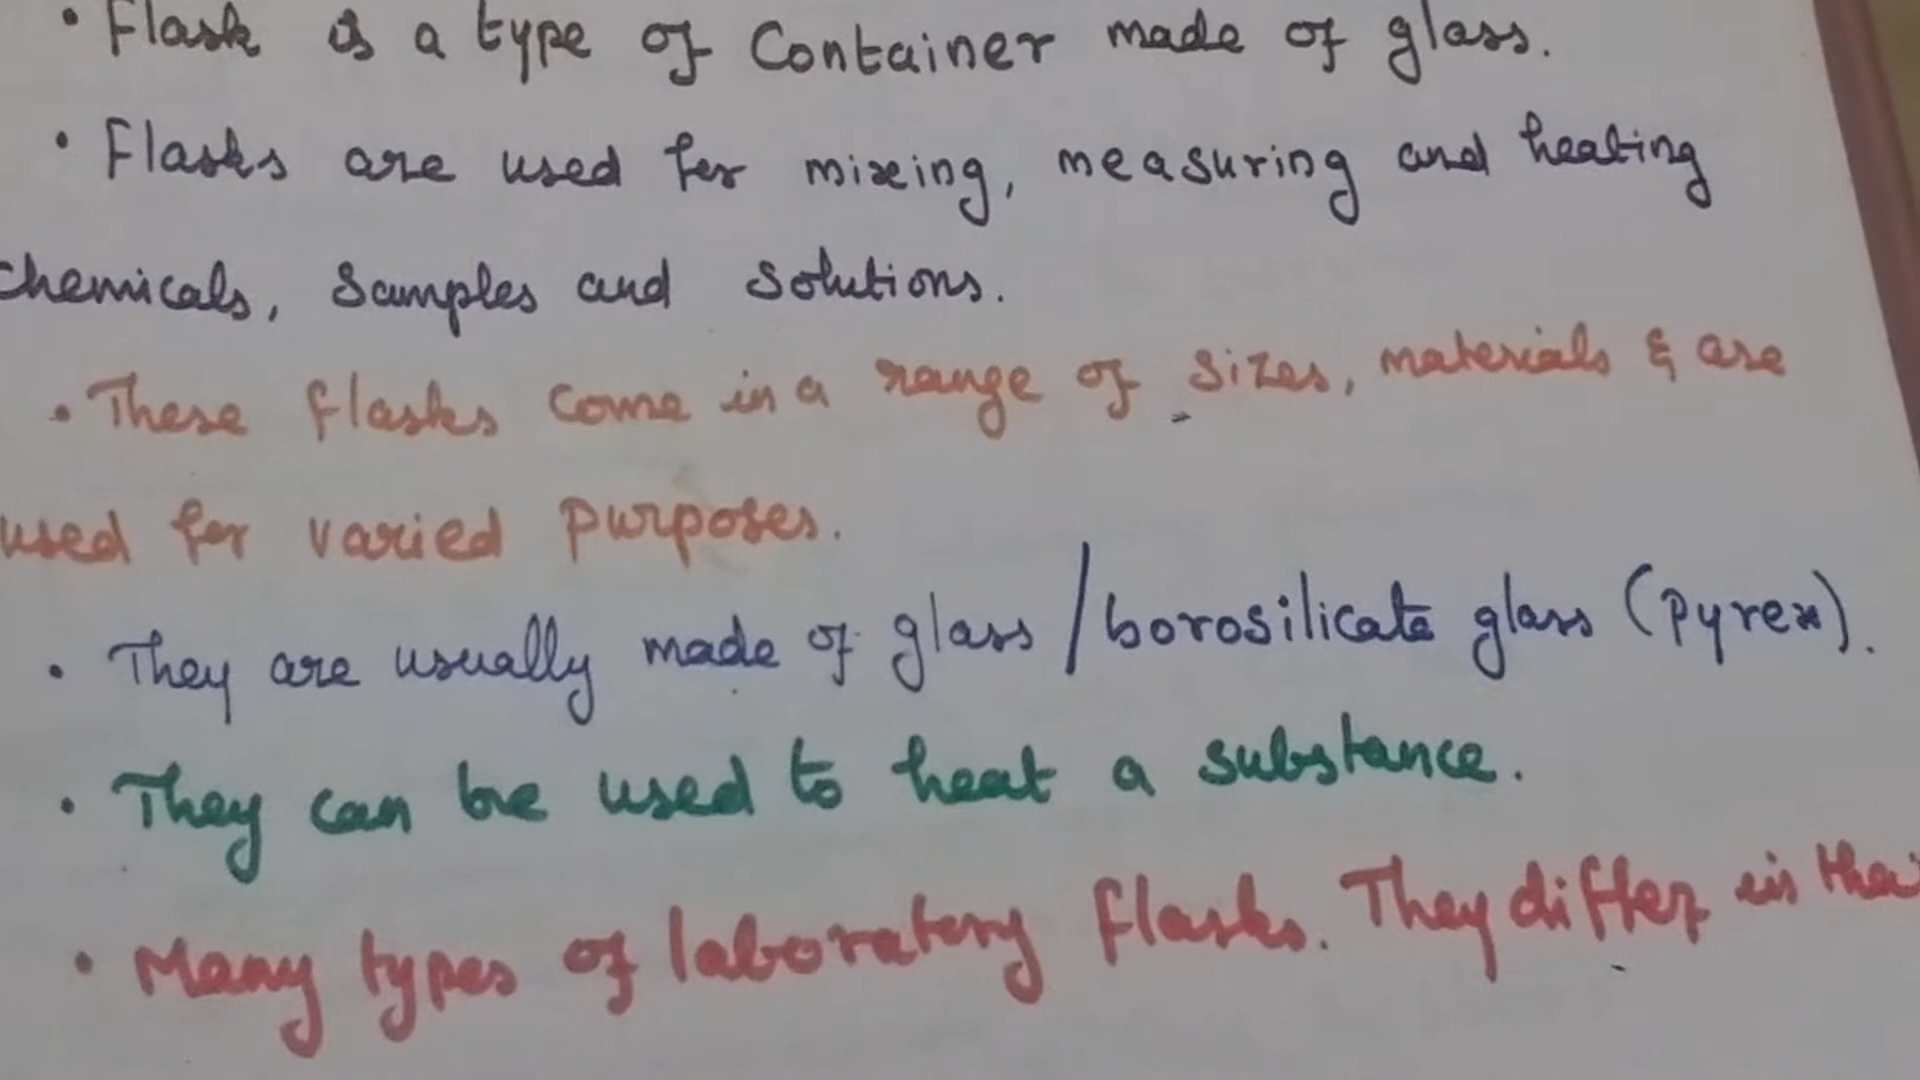 • Flask is a type of Container made of glass.
• Flasks are used for mixing, measuring and heating
chemicals, Samples and Solutions.
• These flasks come in a range of sizes, materials & are
used for varied purposes.
• They are usually made of glass / borosilicate glass (pyrex).
• They can be used to heat a substance.
• Many types of laboratory flasks. They differ in